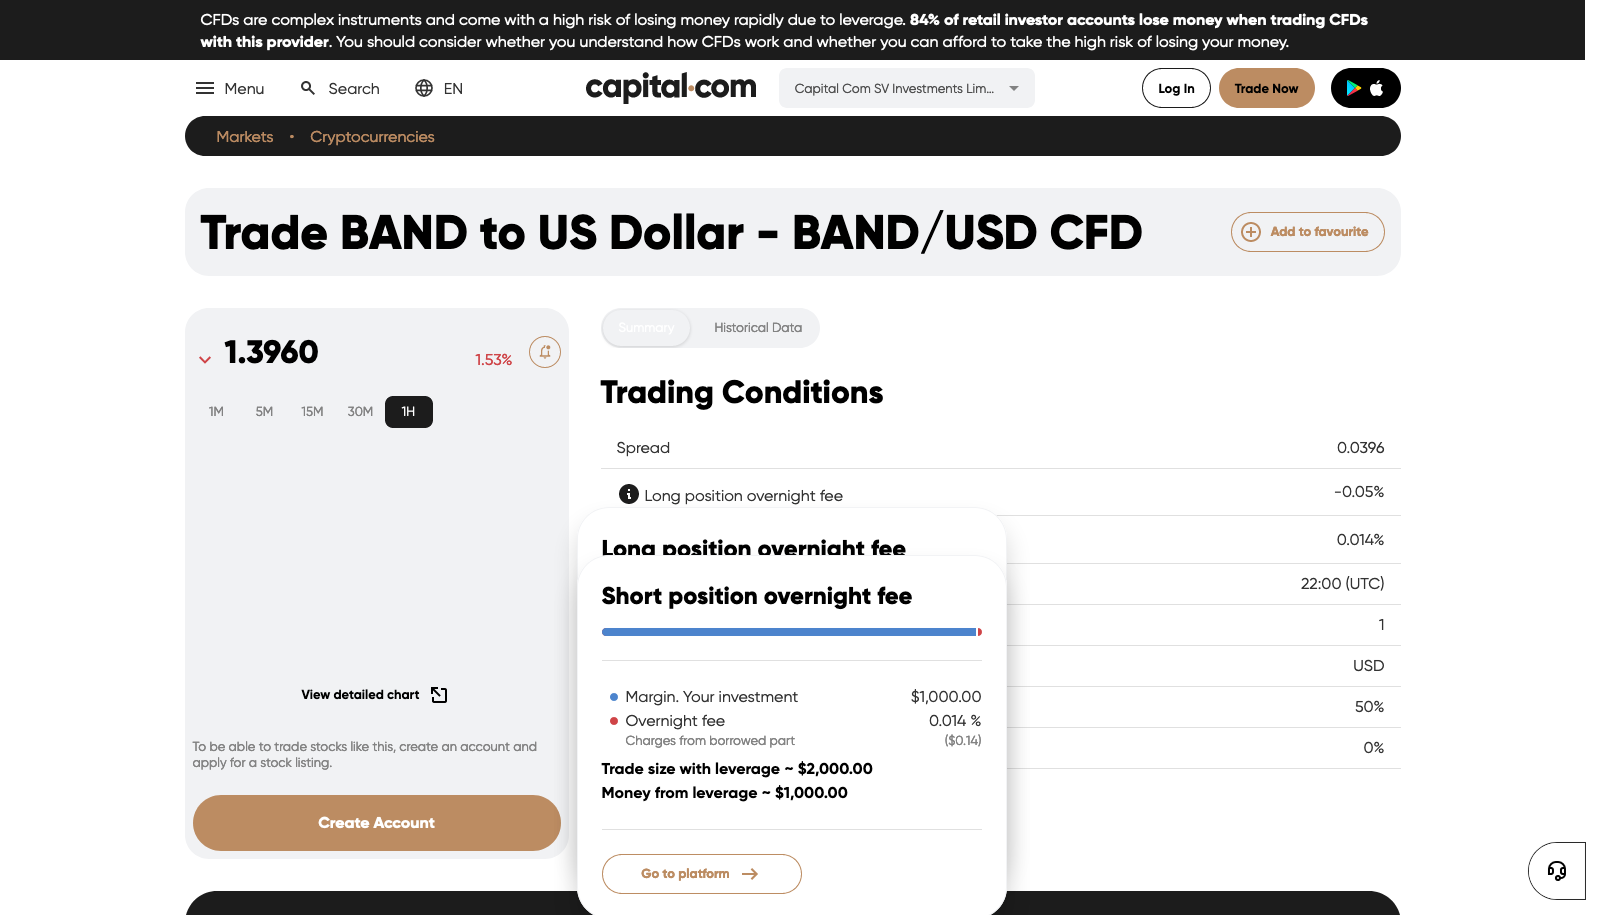 CFDs are complex instruments and come with a high risk of losing money rapidly due to leverage. 84% of retail investor accounts lose money when trading CFDs
with this provider. You should consider whether you understand how CFDs work and whether you can afford to take the high risk of losing your money.
Menu Search EN capital.com Capital Com SV Investments Lim... Log In Trade Now
Markets • Cryptocurrencies
Trade BAND to US Dollar - BAND/USD CFD Add to favourite
1.3960 1.53%
1M 5M 15M 30M 1H
View detailed chart
To be able to trade stocks like this, create an account and
apply for a stock listing.
Create Account
Summary Historical Data
Trading Conditions
Spread 0.0396
Long position overnight fee -0.05%
0.014%
22:00 (UTC)
1
USD
50%
0%
Long position overnight fee
Short position overnight fee
Margin. Your investment $1,000.00
Overnight fee 0.014 %
Charges from borrowed part ($0.14)
Trade size with leverage ~ $2,000.00
Money from leverage ~ $1,000.00
Go to platform